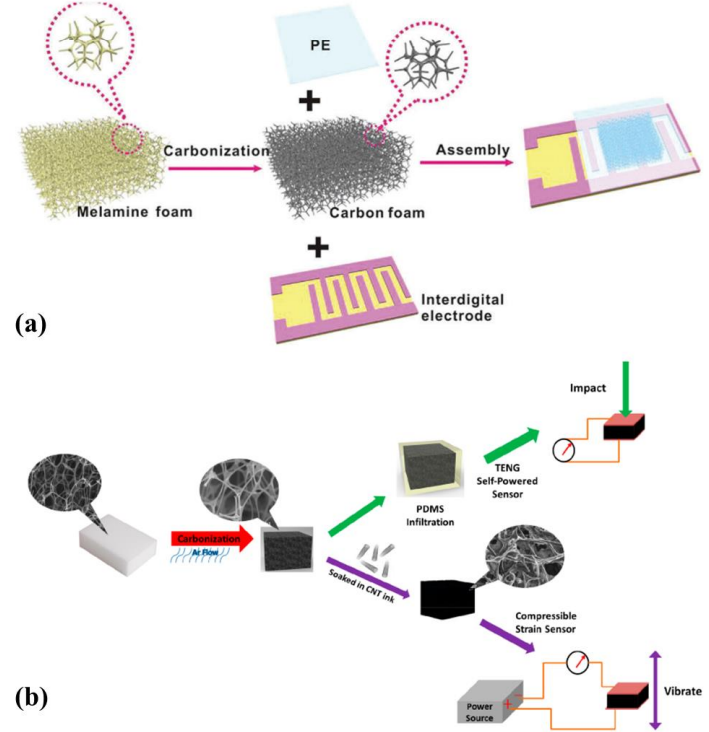 PE
+
Carbonization
Assembly
Melamine foam
Carbon foam
+
Interdigital
electrode
(a)
Impact
TENG
Self-Powered
Sensor
PDMS
Infiltration
Carbonization
Ar Flow
Soaked in CNT ink
Compressible
Strain Sensor
Vibrate
Power
Source
-
+
(b)